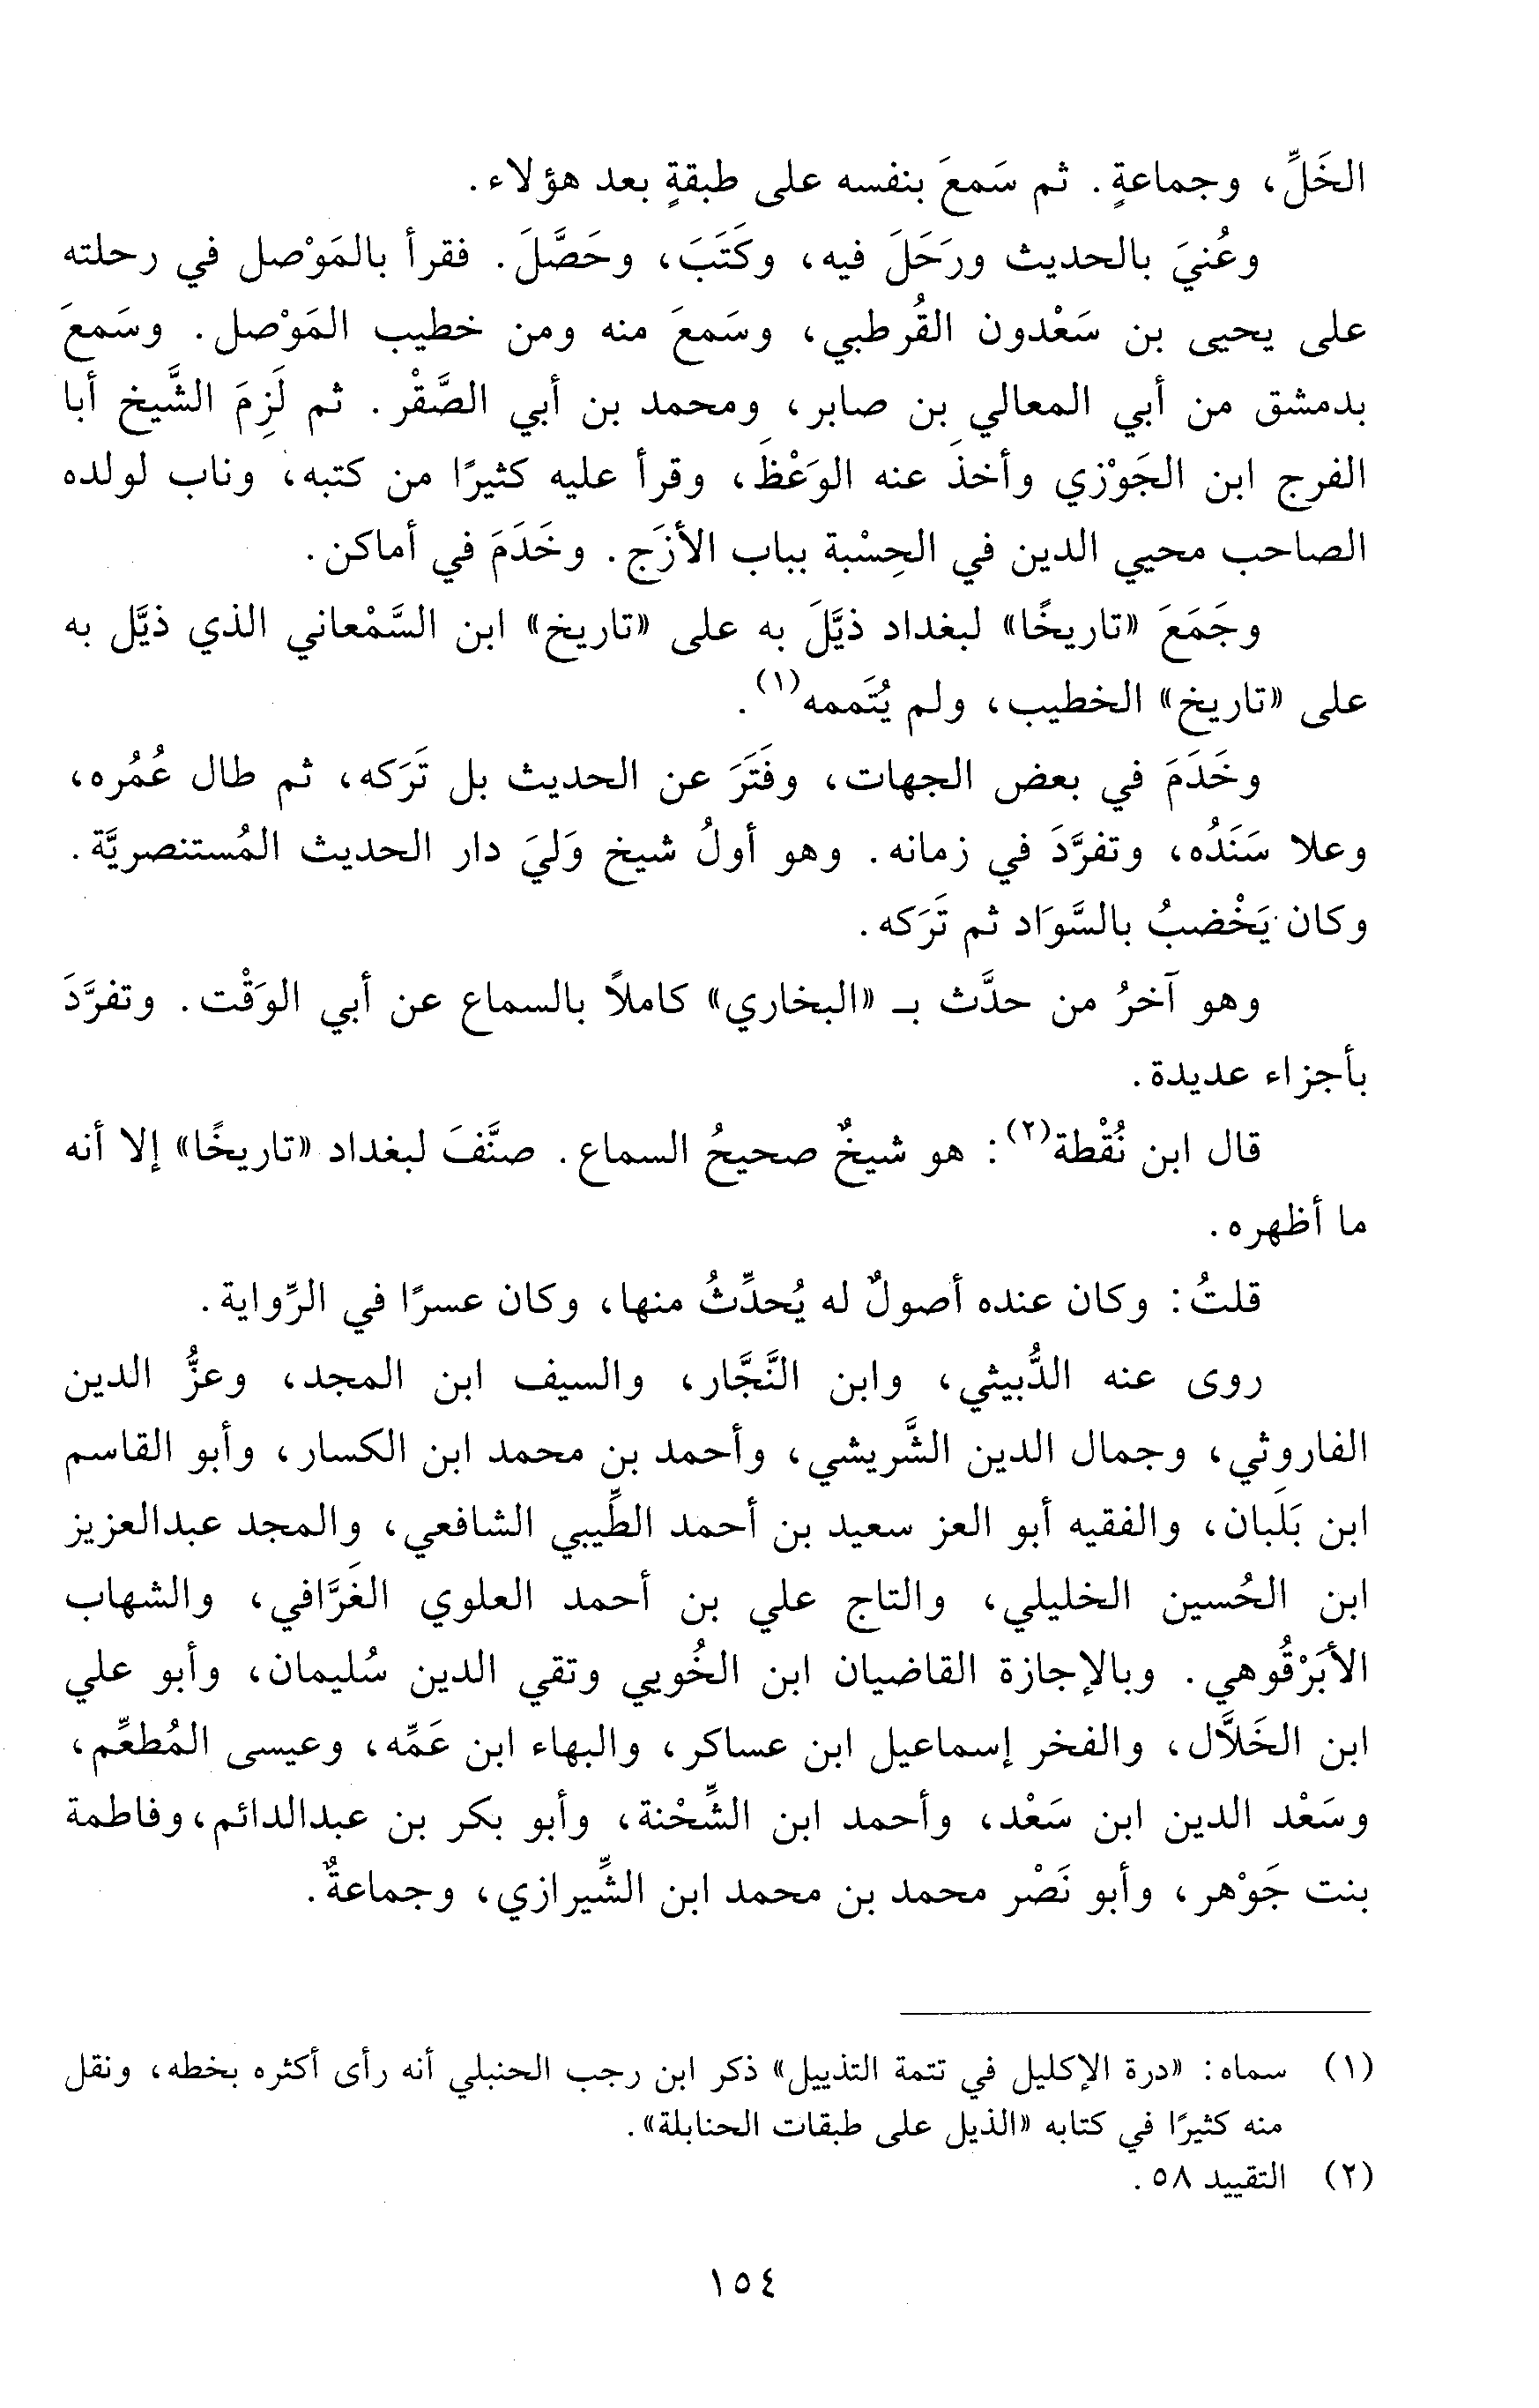 الخَلِّ، وجماعةٍ. ثم سَمعَ بنفسه على طبقةٍ بعد هؤلاء.
وعُنيَ بالحديث ورَحَلَ فيه، وكَتَبَ، وحَصَّلَ. فقرأ بالمَوْصل في رحلته
على يحيى بن سَعْدون القُرطبي، وسَمعَ منه ومن خطيب المَوْصل. وسَمعَ
بدمشق من أبي المعالي بن صابر، ومحمد بن أبي الصَّقْر. ثم لَزِمَ الشَّيخ أبا
الفرج ابن الجَوْزي وأخذَ عنه الوَعْظَ، وقرأ عليه كثيرًا من كتبه، وناب لولده
الصاحب محيي الدين في الحِسْبة بباب الأزَج. وخَدَمَ في أماكن.
وجَمَعَ «تاريخًا» لبغداد ذيَّلَ به على «تاريخ» ابن السَّمْعاني الذي ذيَّل به
على «تاريخ» الخطيب، ولم يُتَممه(١).
وخَدَمَ في بعض الجهات، وفَتَرَ عن الحديث بل تَرَكه، ثم طال عُمُره،
وعلا سَنَدُه، وتفرَّدَ في زمانه. وهو أولُ شيخ وَليَ دار الحديث المُستنصريَّة.
وكان يَخْضبُ بالسَّوَاد ثم تَرَكه.
وهو آخرُ من حدَّث بـ «البخاري» كاملاً بالسماع عن أبي الوَقْت. وتفرَّدَ
بأجزاء عديدة.
قال ابن نُقْطة(٢): هو شيخٌ صحيحُ السماع. صنَّفَ لبغداد «تاريخًا» إلا أنه
ما أظهره.
قلتُ: وكان عنده أصولٌ له يُحدِّثُ منها، وكان عسرًا في الرِّواية.
روى عنه الدُّبيثي، وابن النَّجَّار، والسيف ابن المجد، وعزُّ الدين
الفاروثي، وجمال الدين الشَّريشي، وأحمد بن محمد ابن الكسار، وأبو القاسم
ابن بَلَبان، والفقيه أبو العز سعيد بن أحمد الطِّيبي الشافعي، والمجد عبدالعزيز
ابن الحُسين الخليلي، والتاج علي بن أحمد العلوي الغَرَّافي، والشهاب
الأبَرْقُوهي. وبالإجازة القاضيان ابن الخُويي وتقي الدين سُليمان، وأبو علي
ابن الخَلَّال، والفخر إسماعيل ابن عساكر، والبهاء ابن عَمِّه، وعيسى المُطعِّم،
وسَعْد الدين ابن سَعْد، وأحمد ابن الشِّحْنة، وأبو بكر بن عبدالدائم، وفاطمة
بنت جَوْهر، وأبو نَصْر محمد بن محمد ابن الشِّيرازي، وجماعةٌ.
(١) سماه: «درة الإكليل في تتمة التذييل» ذكر ابن رجب الحنبلي أنه رأى أكثره بخطه، ونقل
منه كثيرًا في كتابه «الذيل على طبقات الحنابلة».
(٢) التقييد ٥٨.
١٥٤